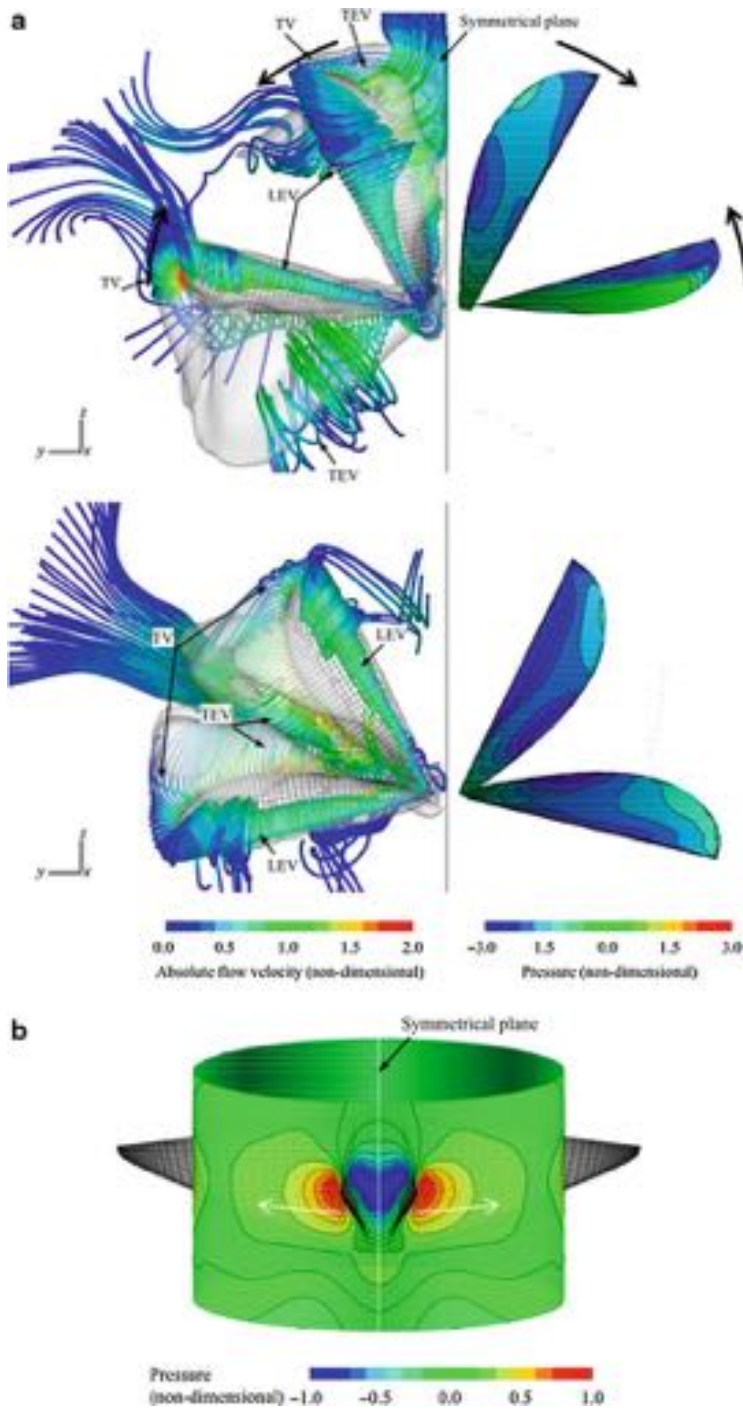 a
TV
TEV
Symmetrical plane
LEV
TV
TEV
z
y
x
TV
LEV
TEV
LEV
z
y
x
0.0 0.5 1.0 1.5 2.0
Absolute flow velocity (non-dimensional)
-3.0 1.5 0.0 1.5 3.0
Pressure (non-dimensional)
b
Symmetrical plane
Pressure
(non-dimensional) -1.0 -0.5 0.0 0.5 1.0